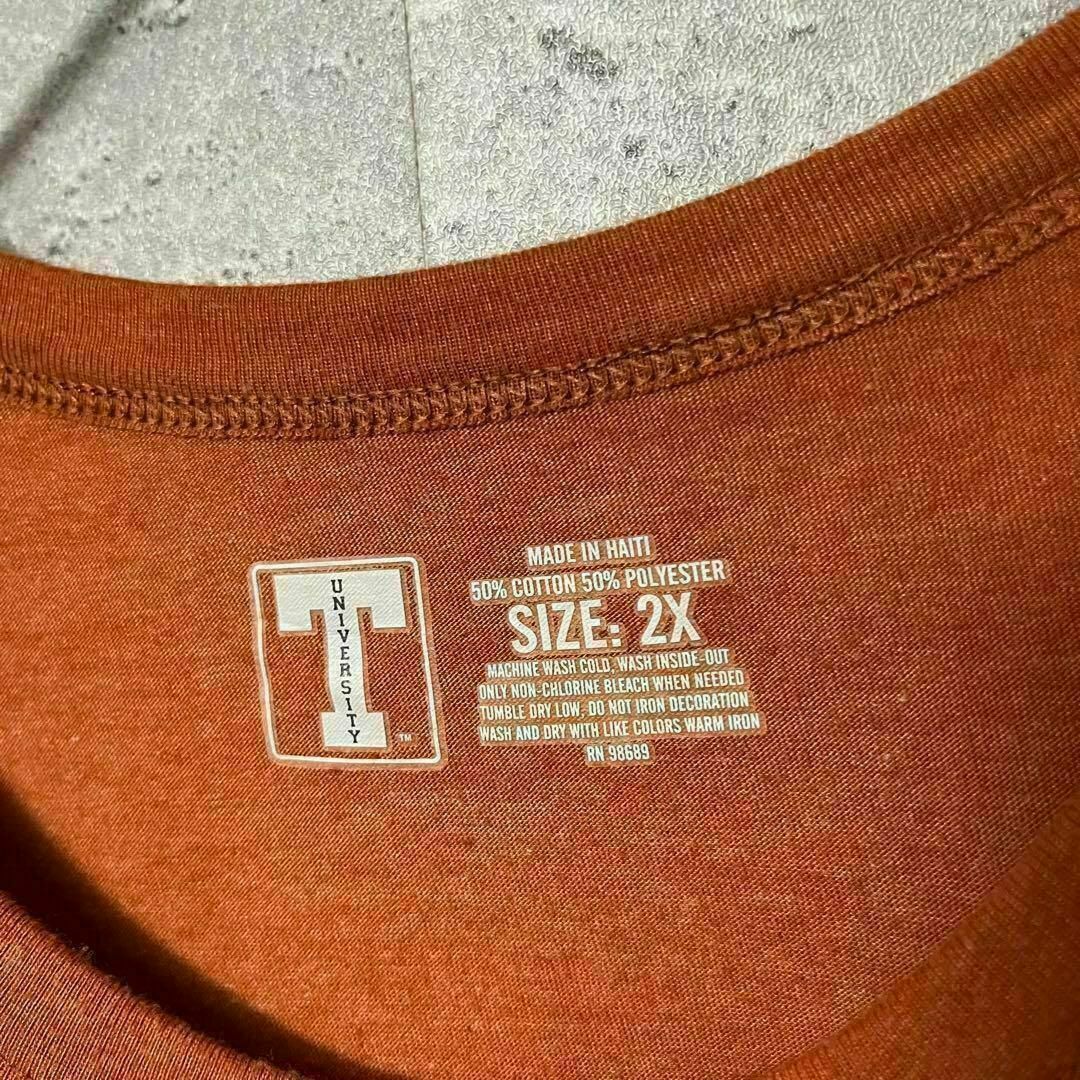 UNIVERSITY
T
TM
MADE IN HAITI
50% COTTON 50% POLYESTER
SIZE: 2X
MACHINE WASH COLD, WASH INSIDE-OUT
ONLY NON-CHLORINE BLEACH WHEN NEEDED
TUMBLE DRY LOW, DO NOT IRON DECORATION
WASH AND DRY WITH LIKE COLORS WARM IRON
RN 98689